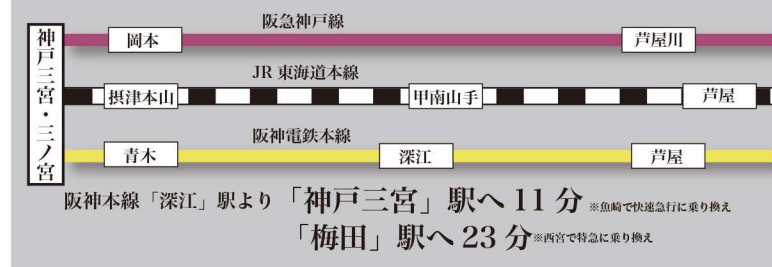 阪急神戸線
神戸三宮・三ノ宮
岡本
芦屋川
JR東海道本線
摂津本山
甲南山手
芦屋
阪神電鉄本線
青木
深江
芦屋
阪神本線「深江」駅より「神戸三宮」駅へ11分 ※魚崎で快速急行に乗り換え
「梅田」駅へ23分 ※西宮で特急に乗り換え